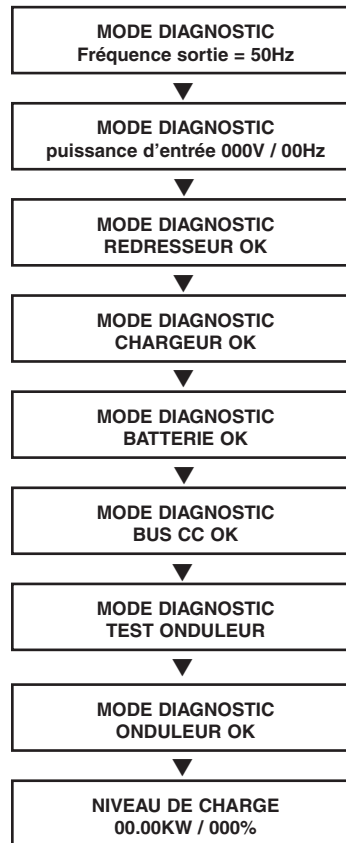 MODE DIAGNOSTIC
Fréquence sortie = 50Hz
MODE DIAGNOSTIC
puissance d'entrée 000V / 00Hz
MODE DIAGNOSTIC
REDRESSEUR OK
MODE DIAGNOSTIC
CHARGEUR OK
MODE DIAGNOSTIC
BATTERIE OK
MODE DIAGNOSTIC
BUS CC OK
MODE DIAGNOSTIC
TEST ONDULEUR
MODE DIAGNOSTIC
ONDULEUR OK
NIVEAU DE CHARGE
00.00KW / 000%